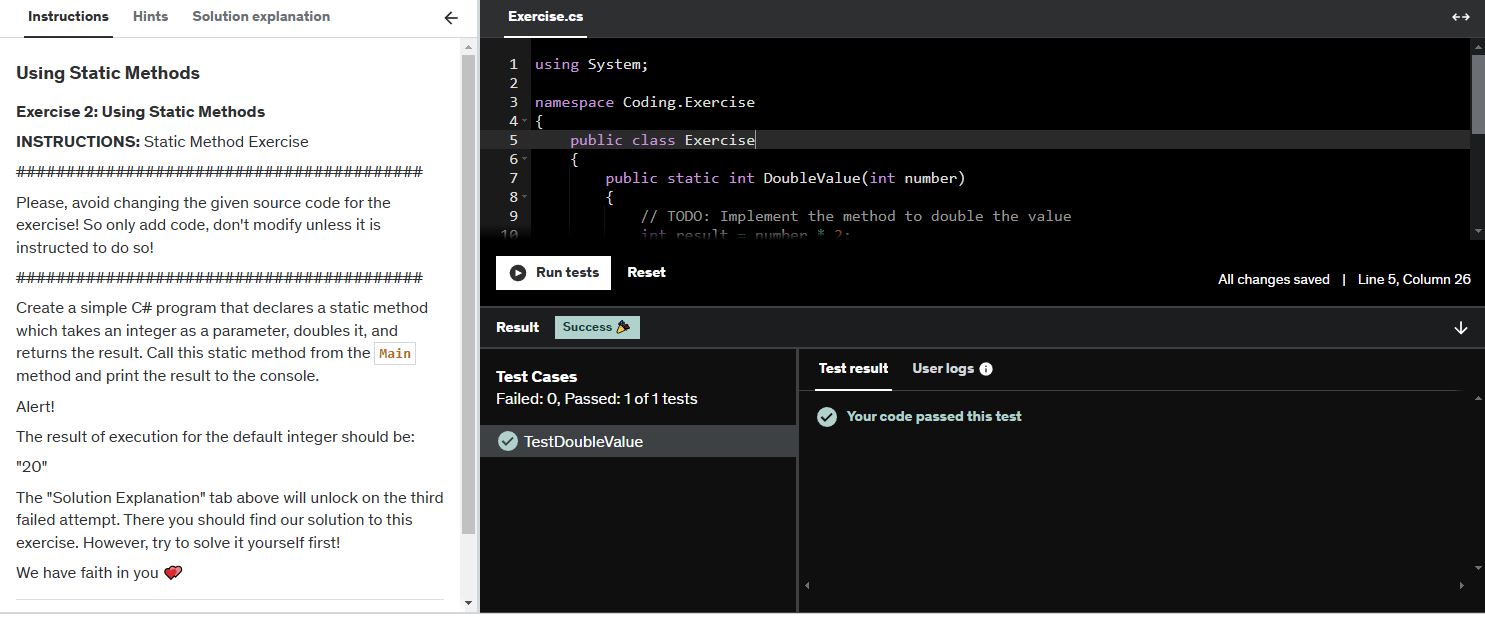 Instructions Hints Solution explanation
Using Static Methods
Exercise 2: Using Static Methods
INSTRUCTIONS: Static Method Exercise
##########################################
Please, avoid changing the given source code for the
exercise! So only add code, don't modify unless it is
instructed to do so!
##########################################
Create a simple C# program that declares a static method
which takes an integer as a parameter, doubles it, and
returns the result. Call this static method from the Main
method and print the result to the console.
Alert!
The result of execution for the default integer should be:
"20"
The "Solution Explanation" tab above will unlock on the third
failed attempt. There you should find our solution to this
exercise. However, try to solve it yourself first!
We have faith in you
Exercise.cs
1 using System;
2
3 namespace Coding.Exercise
4 {
5 public class Exercise
6 {
7 public static int DoubleValue(int number)
8 {
9 // TODO: Implement the method to double the value
10 int result = number * 2;
Run tests Reset
All changes saved | Line 5, Column 26
Result Success
Test Cases
Failed: 0, Passed: 1 of 1 tests
TestDoubleValue
Test result User logs
Your code passed this test